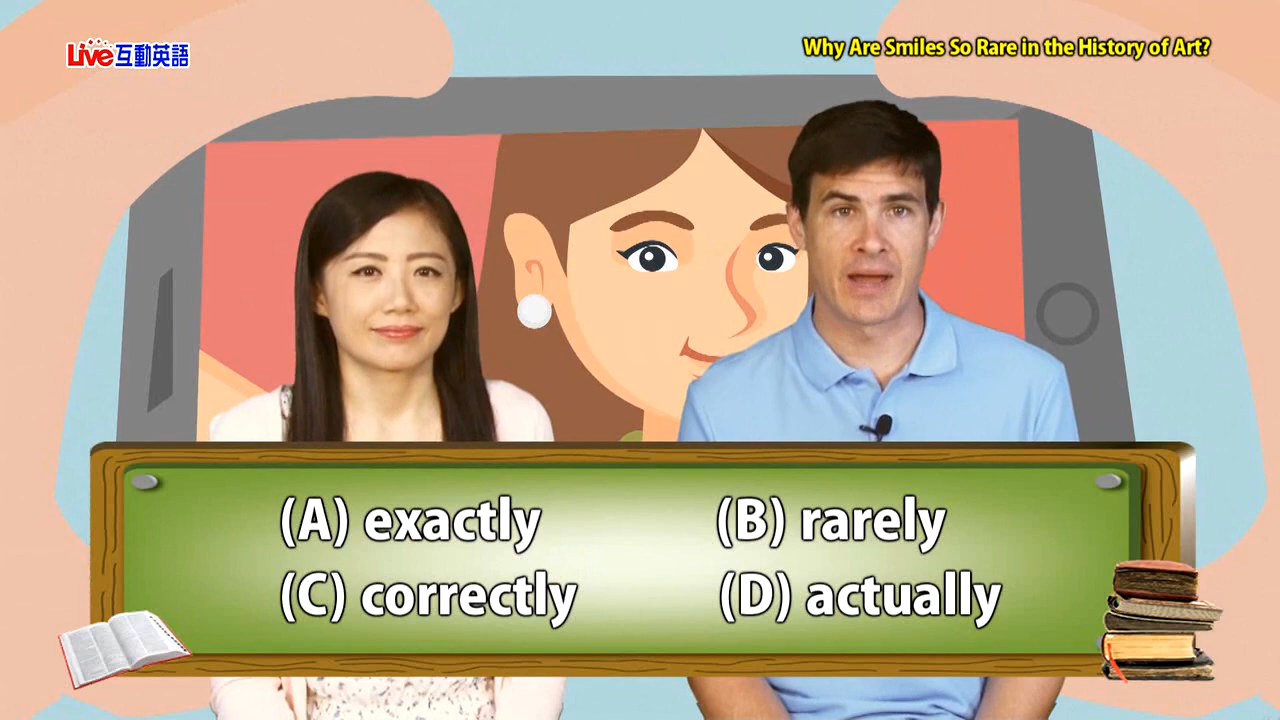 Live互動英語
Why Are Smiles So Rare in the History of Art?
(A) exactly
(B) rarely
(C) correctly
(D) actually